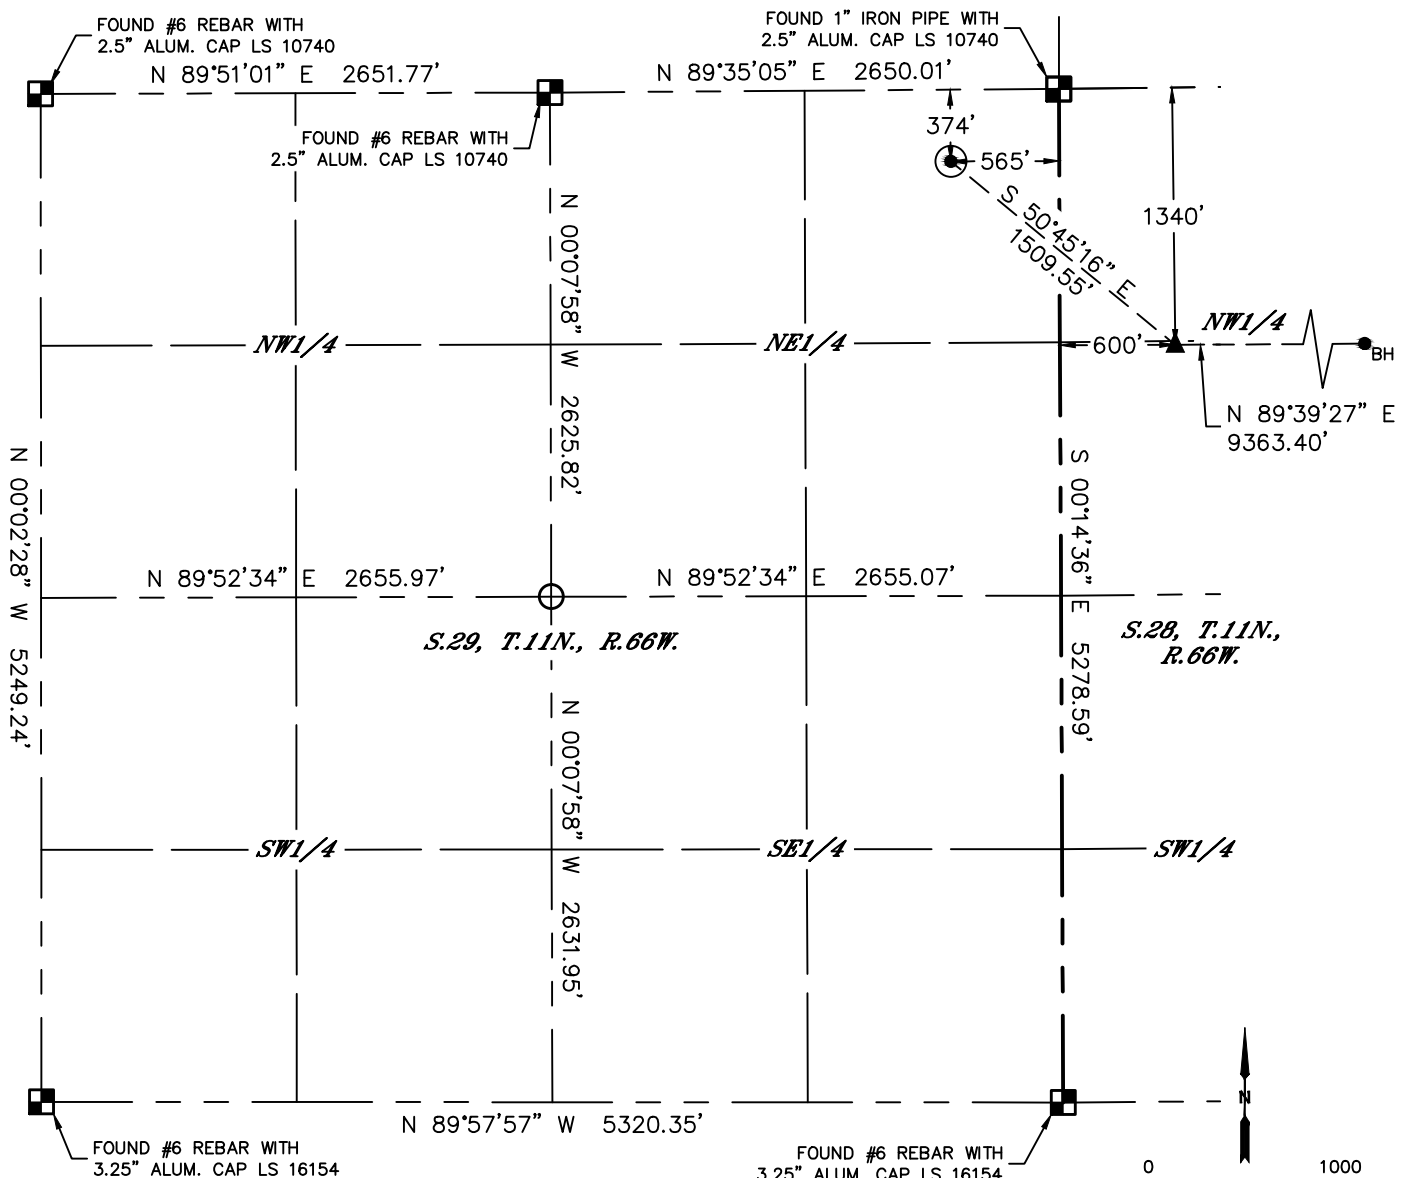 FOUND #6 REBAR WITH
2.5" ALUM. CAP LS 10740
FOUND 1" IRON PIPE WITH
2.5" ALUM. CAP LS 10740
N 89°51'01" E 2651.77'
N 89°35'05" E 2650.01'
FOUND #6 REBAR WITH
2.5" ALUM. CAP LS 10740
374'
565'
S 50°45'16" E
1509.55'
1340'
N 00°07'58" W 2625.82'
NW1/4
NE1/4
600'
NW1/4
BH
N 89°39'27" E
9363.40'
N 00°02'28" W 5249.24'
S 00°14'36" E 5278.59'
N 89°52'34" E 2655.97'
N 89°52'34" E 2655.07'
S.29, T.11N., R.66W.
S.28, T.11N.,
R.66W.
N 00°07'58" W 2631.95'
SW1/4
SE1/4
SW1/4
N
N 89°57'57" W 5320.35'
FOUND #6 REBAR WITH
3.25" ALUM. CAP LS 16154
FOUND #6 REBAR WITH
3.25" ALUM. CAP LS 16154
0 1000